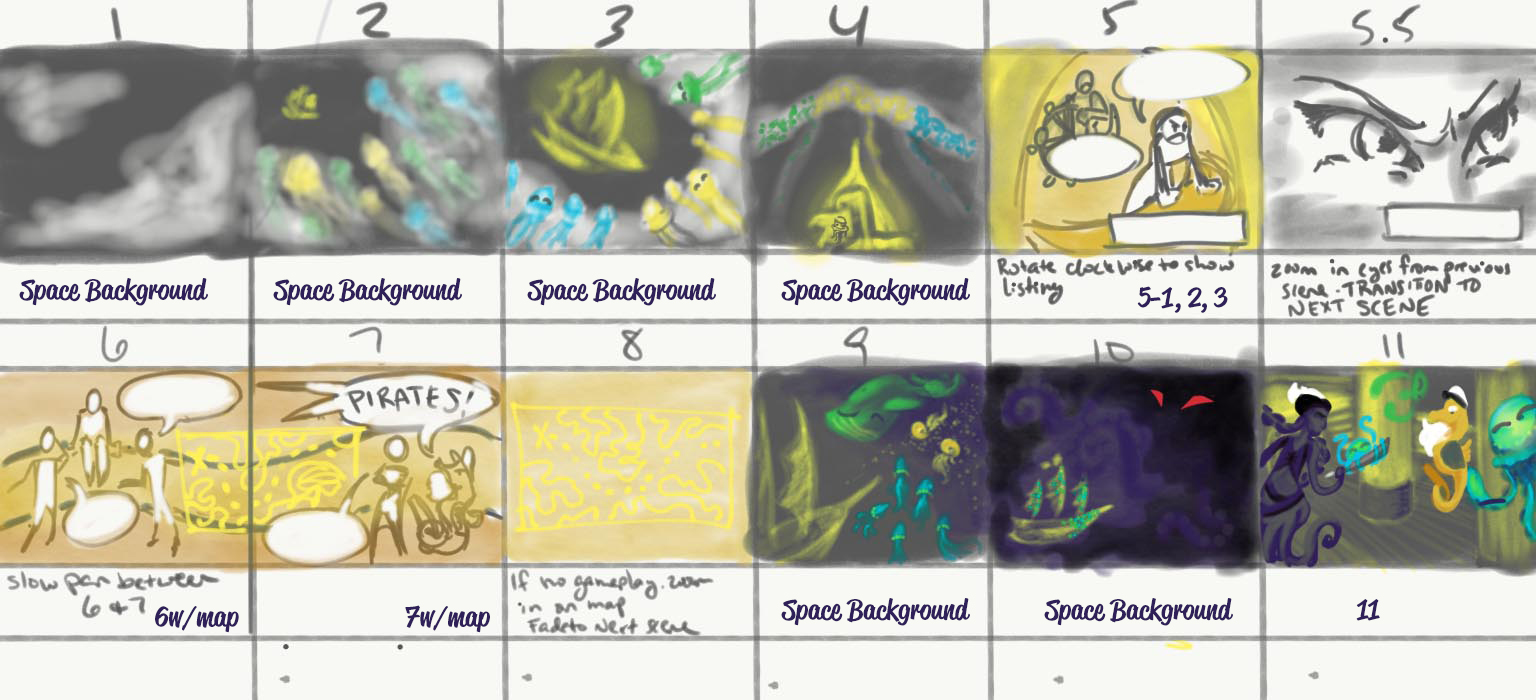 1
2
3
4
5
5.5
Space Background
Space Background
Space Background
Space Background
Rotate clockwise to show
listing
5-1, 2, 3
zoom in eyes from previous
scene. TRANSITON TO
NEXT SCENE
6
7
8
9
10
11
PIRATES!
slow pan between
6 & 7
6w/map
7w/map
If no gameplay. zoom
in on map
Fade to Next scene
Space Background
Space Background
11